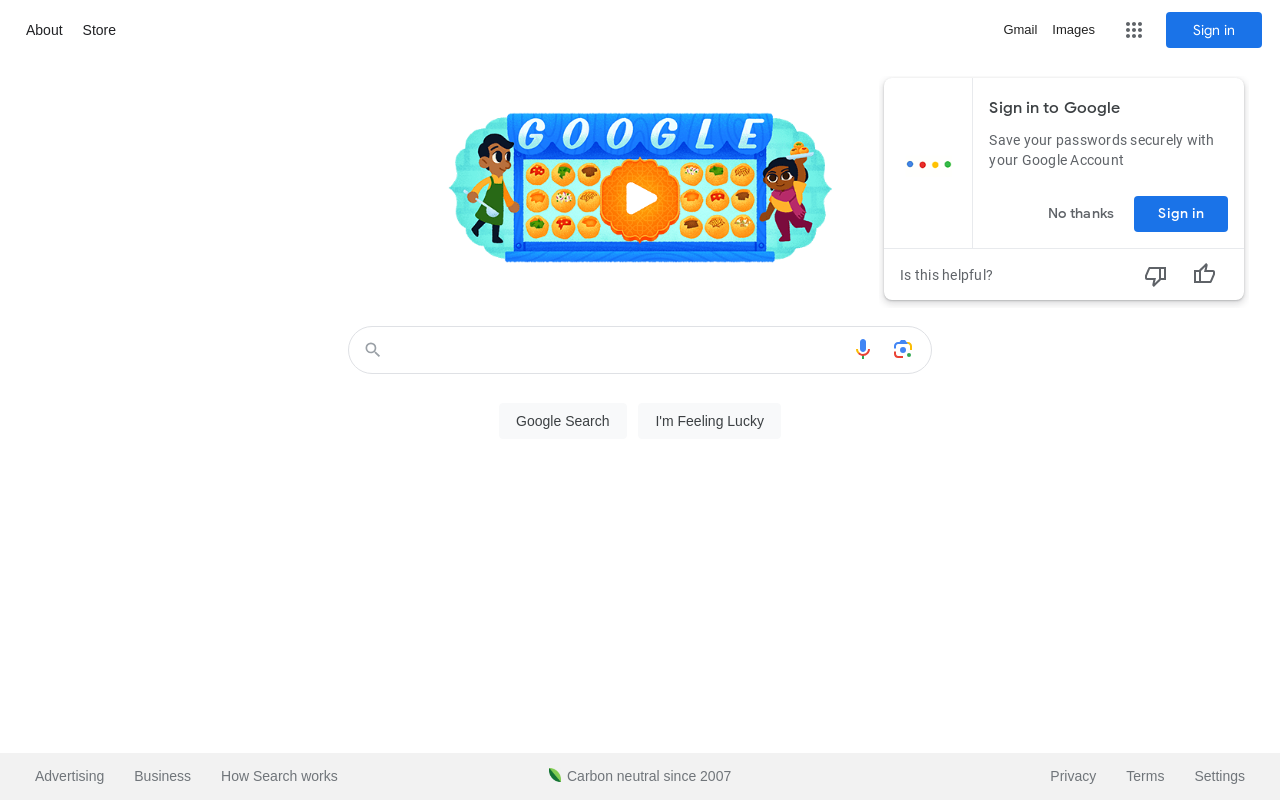 About Store
Gmail Images
Sign in
GOOGLE
Sign in to Google
Save your passwords securely with
your Google Account
No thanks Sign in
Is this helpful?
Google Search I'm Feeling Lucky
Advertising Business How Search works
Carbon neutral since 2007
Privacy Terms Settings